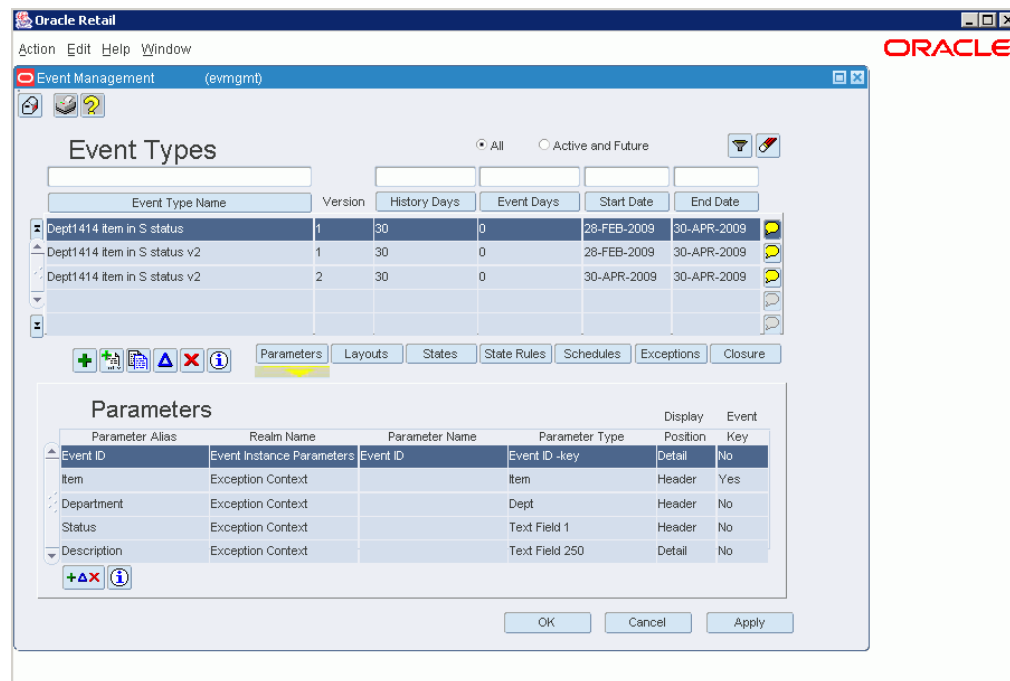 Oracle Retail
Action Edit Help Window
ORACLE
Event Management (evmgmt)
Event Types
All Active and Future
Event Type Name Version History Days Event Days Start Date End Date
Dept1414 item in S status 1 30 0 28-FEB-2009 30-APR-2009
Dept1414 item in S status v2 1 30 0 28-FEB-2009 30-APR-2009
Dept1414 item in S status v2 2 30 0 30-APR-2009 30-APR-2009
Parameters Layouts States State Rules Schedules Exceptions Closure
Parameters
Display Event
Parameter Alias Realm Name Parameter Name Parameter Type Position Key
Event ID Event Instance Parameters Event ID Event ID -key Detail No
Item Exception Context Item Header Yes
Department Exception Context Dept Header No
Status Exception Context Text Field 1 Header No
Description Exception Context Text Field 250 Detail No
OK Cancel Apply